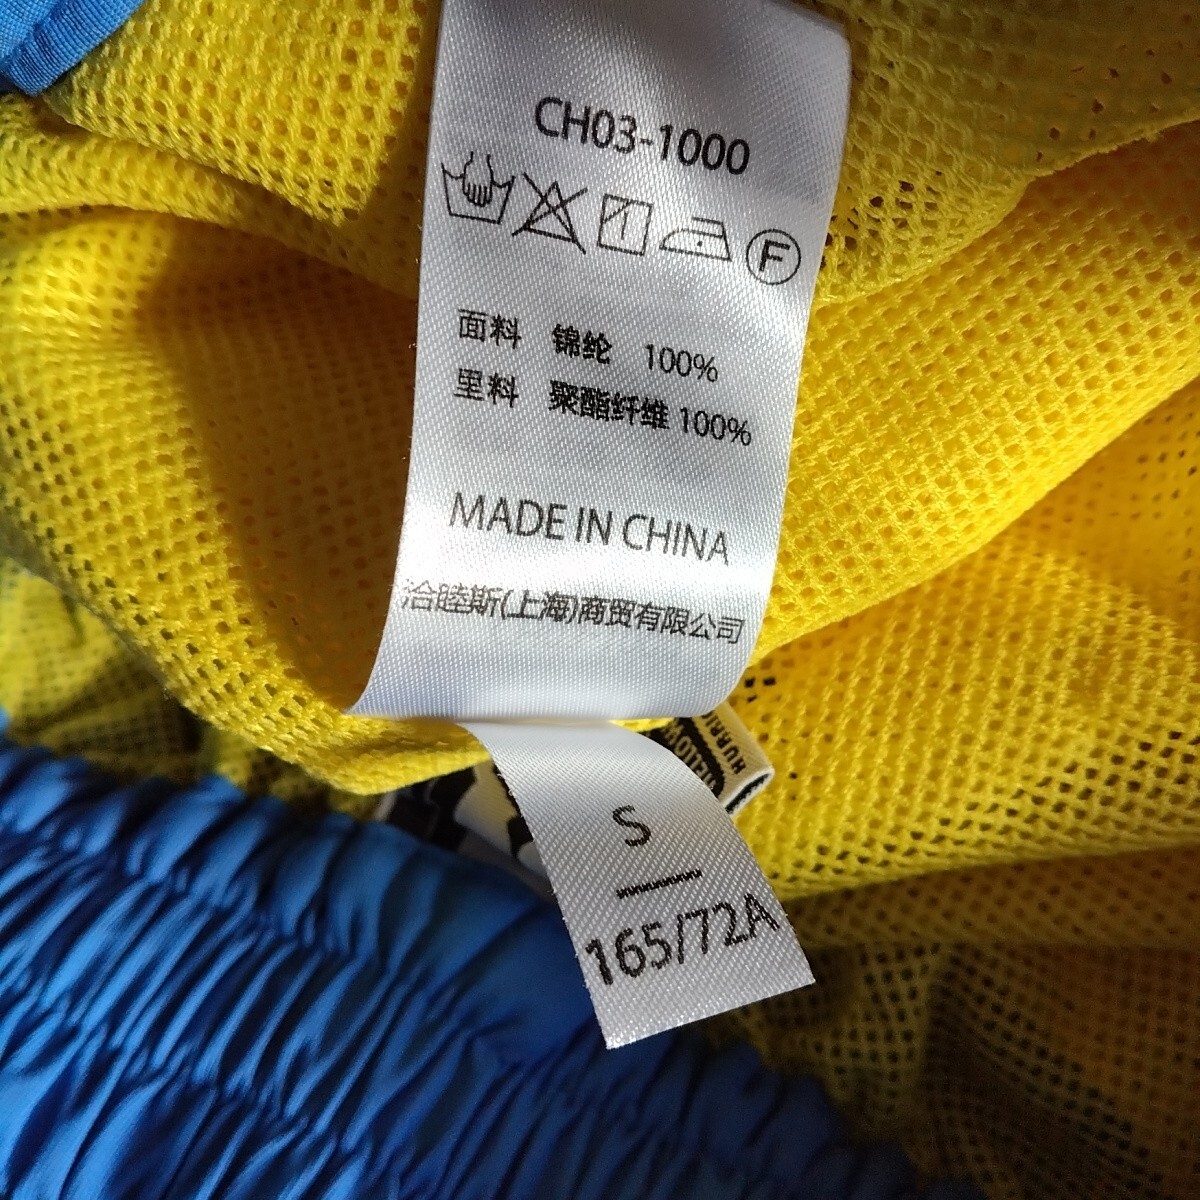 CH03-1000
F
面料 锦纶 100%
里料 聚酯纤维 100%
MADE IN CHINA
洽睦斯(上海)商贸有限公司
S
165/72A